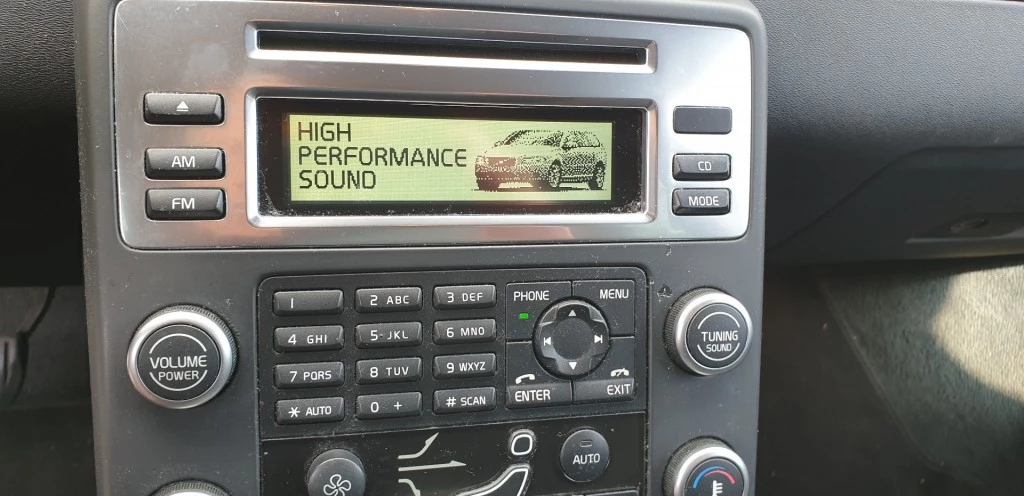 HIGH
PERFORMANCE
SOUND
AM
FM
CD
MODE
1
2 ABC
3 DEF
4 GHI
5 JKL
6 MNO
7 PQRS
8 TUV
9 WXYZ
* AUTO
0 +
# SCAN
PHONE
MENU
ENTER
EXIT
VOLUME
POWER
TUNING
SOUND
AUTO